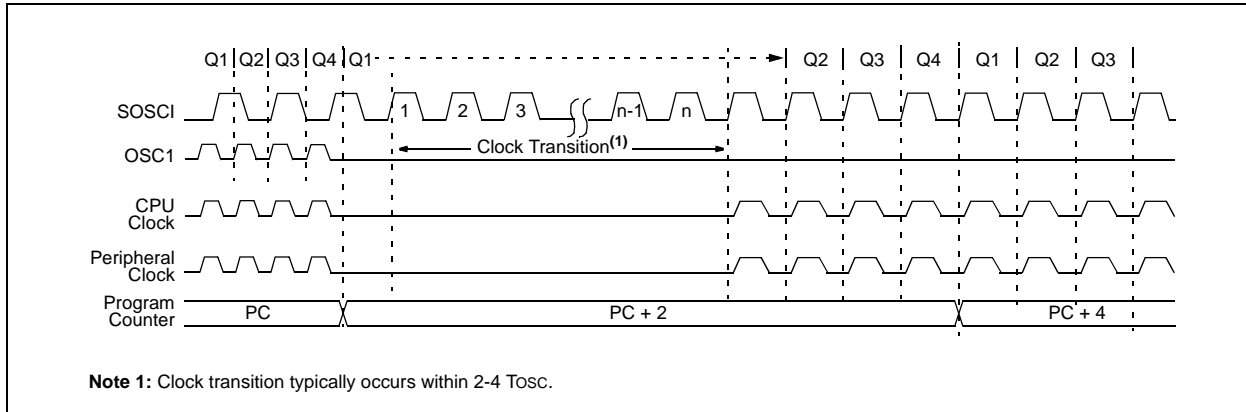 Q1 Q2 Q3 Q4 Q1 Q2 Q3 Q4 Q1 Q2 Q3
SOSCI 1 2 3 n-1 n
Clock Transition(1)
OSC1
CPU
Clock
Peripheral
Clock
Program
Counter
PC PC + 2 PC + 4
Note 1: Clock transition typically occurs within 2-4 TOSC.